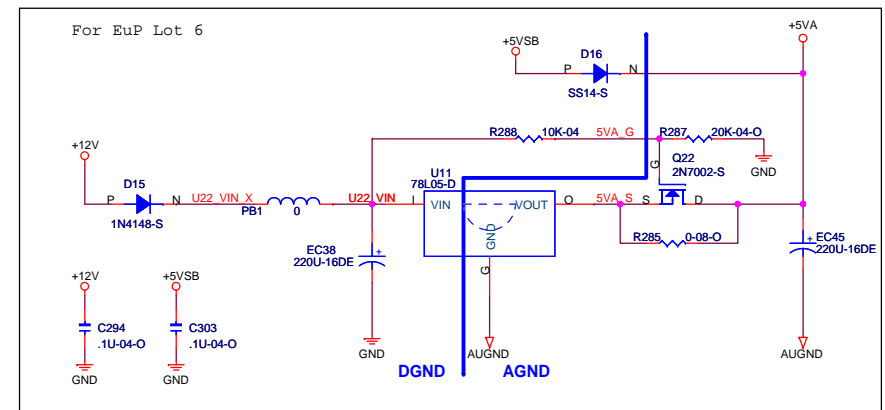 For EuP Lot 6
+5VA
+5VSB
D16
P N
SS14-S
R288 10K-04 5VA_G R287 20K-04-O
+12V
G Q22
2N7002-S
GND
U11
78L05-D
D15
P N U22_VIN_X U22_VIN I VIN VOUT O 5VA_S S D
PB1 0
1N4148-S
GND
R285 0-08-O
EC45
220U-16DE
EC38
220U-16DE
G
+12V +5VSB
C294 C303
.1U-04-O .1U-04-O
GND AUGND AUGND
GND GND
DGND AGND